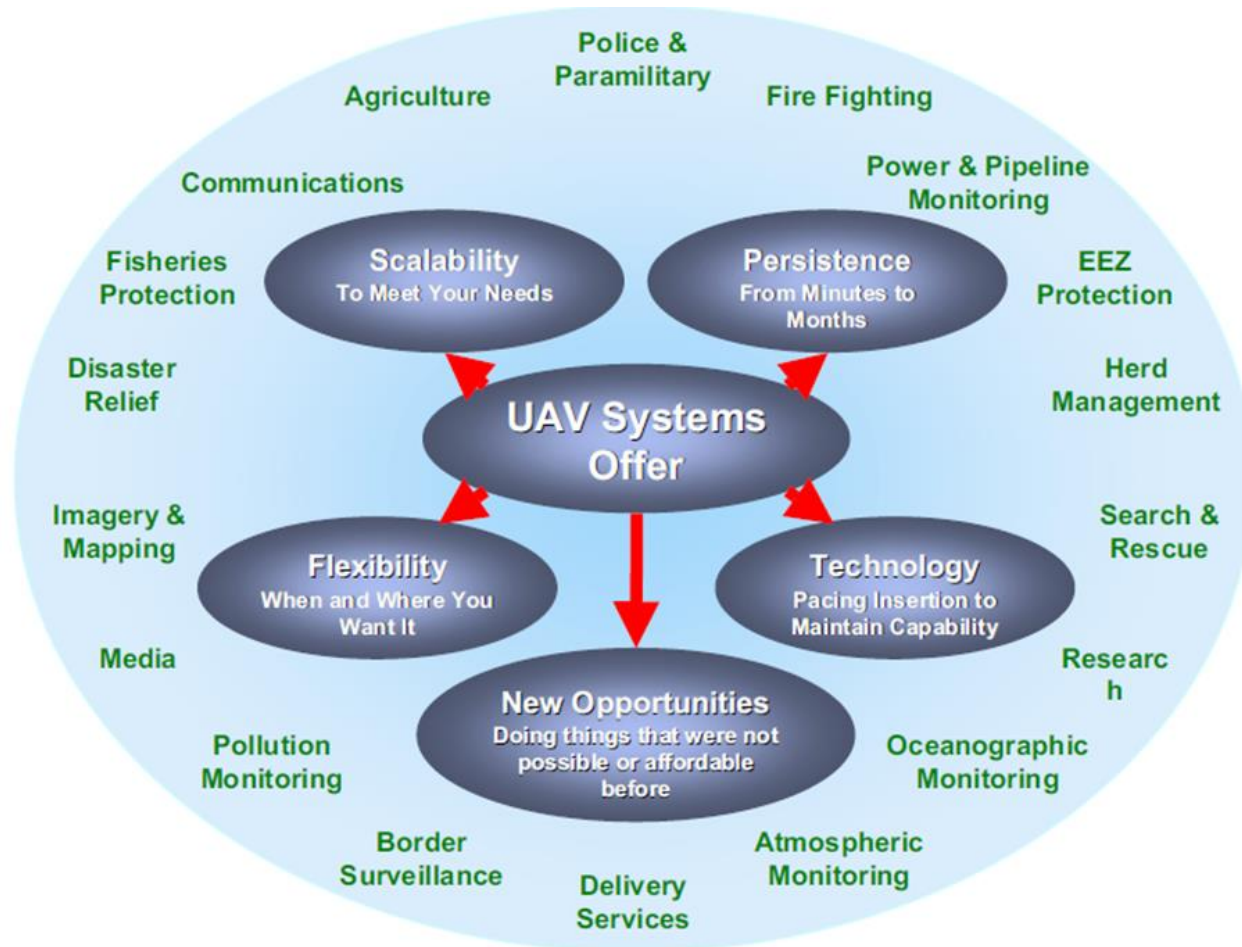 Police &
Paramilitary
Agriculture
Fire Fighting
Communications
Power & Pipeline
Monitoring
Scalability
To Meet Your Needs
Persistence
From Minutes to
Months
Fisheries
Protection
EEZ
Protection
Disaster
Relief
Herd
Management
UAV Systems
Offer
Imagery &
Mapping
Search &
Rescue
Flexibility
When and Where You
Want It
Technology
Pacing Insertion to
Maintain Capability
Media
Researc
h
New Opportunities
Doing things that were not
possible or affordable
before
Pollution
Monitoring
Oceanographic
Monitoring
Border
Surveillance
Atmospheric
Monitoring
Delivery
Services